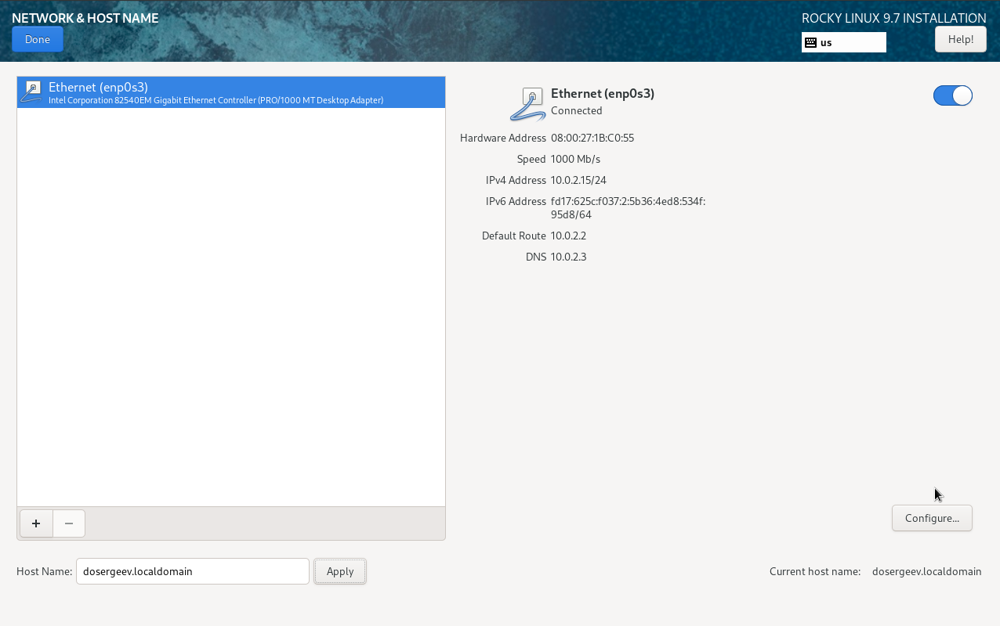 NETWORK & HOST NAME
ROCKY LINUX 9.7 INSTALLATION
Done
us
Help!
Ethernet (enp0s3)
Intel Corporation 82540EM Gigabit Ethernet Controller (PRO/1000 MT Desktop Adapter)
Ethernet (enp0s3)
Connected
Hardware Address 08:00:27:1B:C0:55
Speed 1000 Mb/s
IPv4 Address 10.0.2.15/24
IPv6 Address fd17:625c:f037:2:5b36:4ed8:534f:
95d8/64
Default Route 10.0.2.2
DNS 10.0.2.3
+ −
Configure...
Host Name: dosergeev.localdomain Apply
Current host name: dosergeev.localdomain